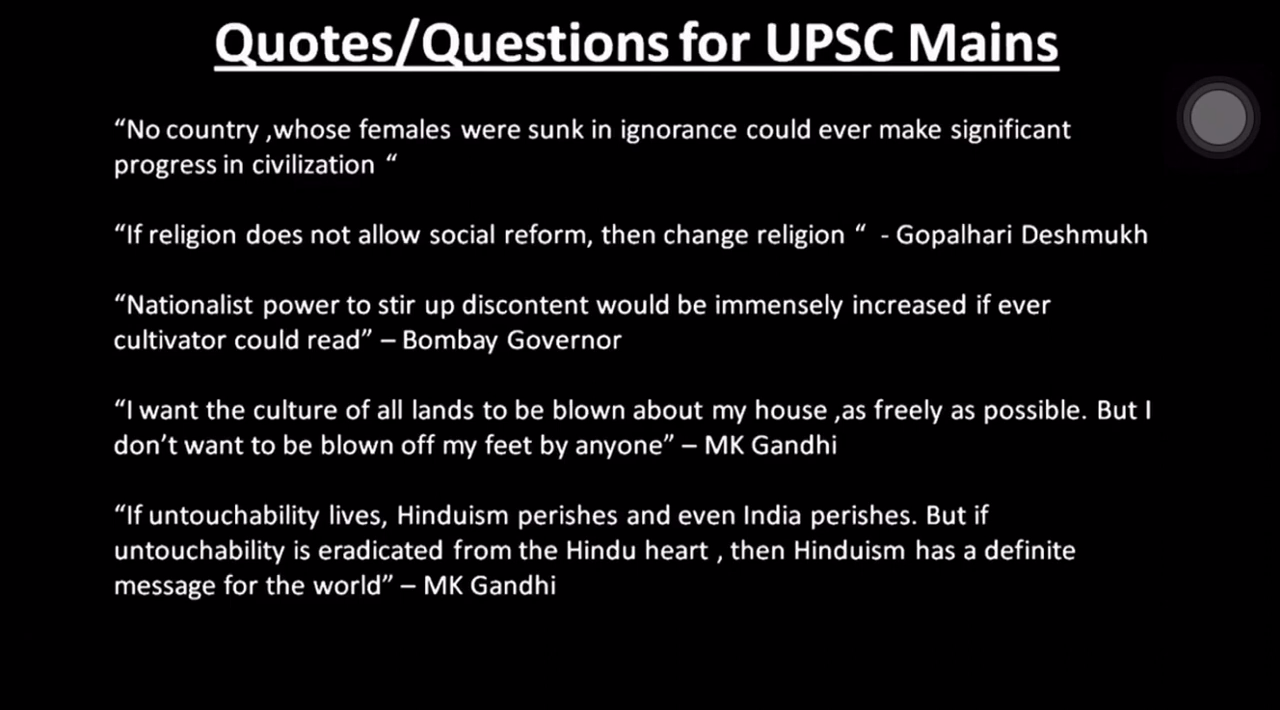 Quotes/Questions for UPSC Mains
“No country ,whose females were sunk in ignorance could ever make significant
progress in civilization “
“If religion does not allow social reform, then change religion “ - Gopalhari Deshmukh
“Nationalist power to stir up discontent would be immensely increased if ever
cultivator could read” – Bombay Governor
“I want the culture of all lands to be blown about my house ,as freely as possible. But I
don’t want to be blown off my feet by anyone” – MK Gandhi
“If untouchability lives, Hinduism perishes and even India perishes. But if
untouchability is eradicated from the Hindu heart , then Hinduism has a definite
message for the world” – MK Gandhi